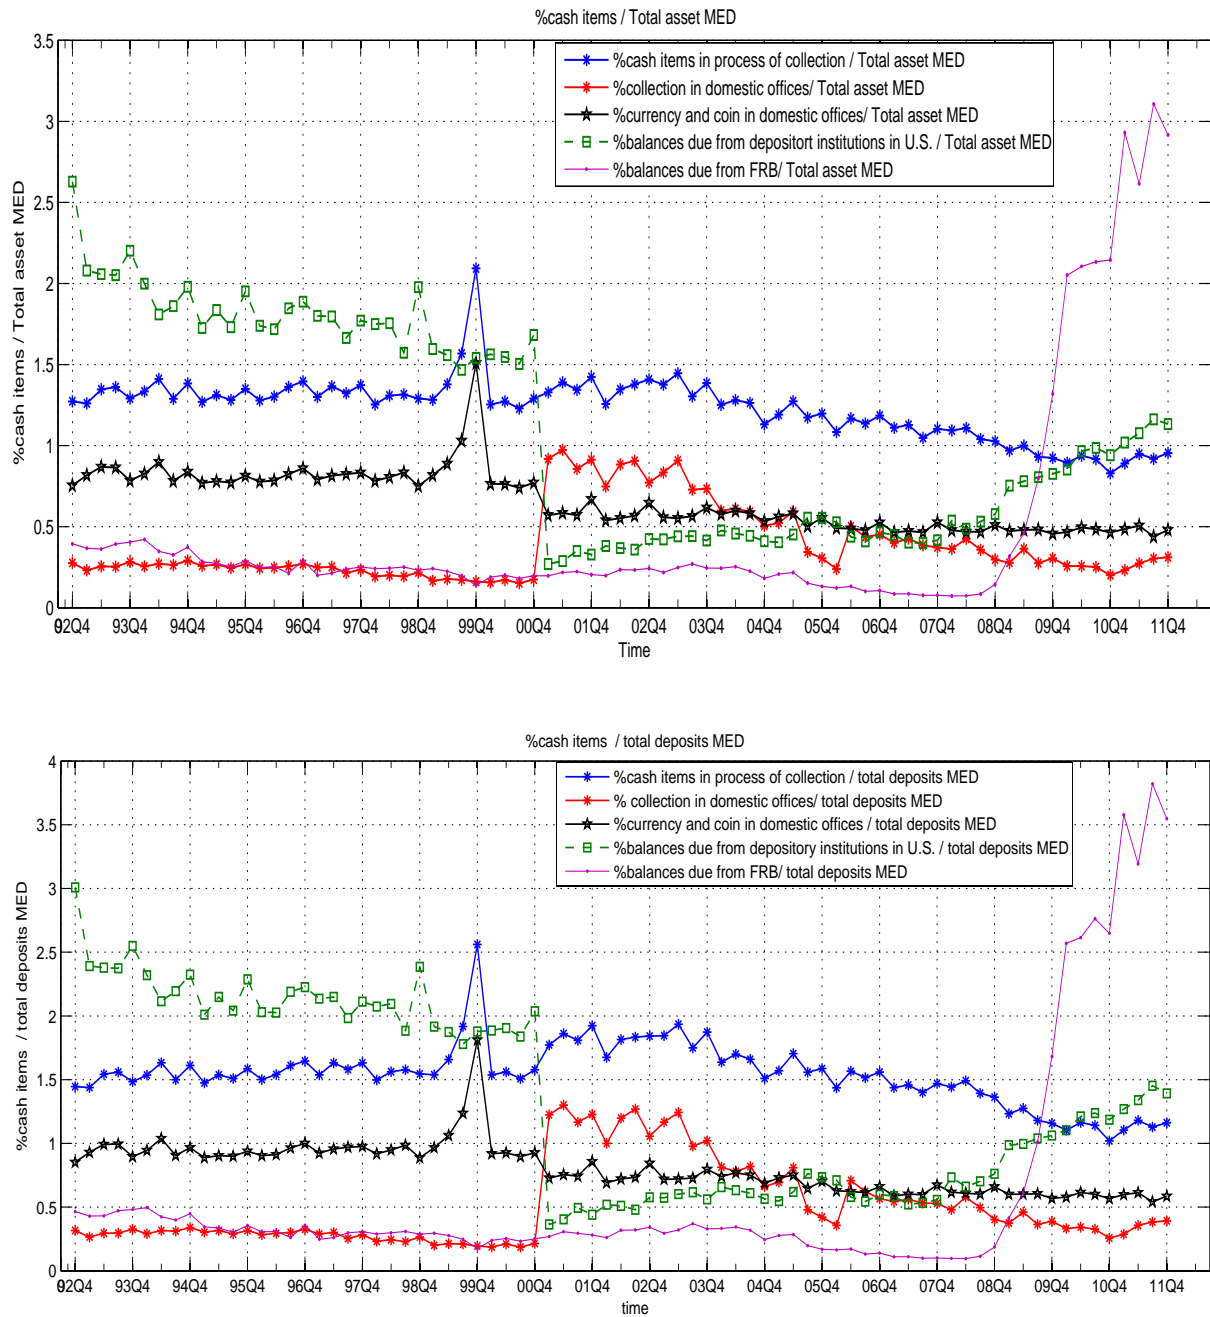 %cash items / Total asset MED
%cash items in process of collection / Total asset MED
%collection in domestic offices/ Total asset MED
%currency and coin in domestic offices/ Total asset MED
%balances due from depositort institutions in U.S. / Total asset MED
%balances due from FRB/ Total asset MED
%cash items / Total asset MED
3.5
3
2.5
2
1.5
1
0.5
0
92Q4 93Q4 94Q4 95Q4 96Q4 97Q4 98Q4 99Q4 00Q4 01Q4 02Q4 03Q4 04Q4 05Q4 06Q4 07Q4 08Q4 09Q4 10Q4 11Q4
Time
%cash items / total deposits MED
%cash items in process of collection / total deposits MED
% collection in domestic offices/ total deposits MED
%currency and coin in domestic offices / total deposits MED
%balances due from depository institutions in U.S. / total deposits MED
%balances due from FRB/ total deposits MED
%cash items / total deposits MED
4
3.5
3
2.5
2
1.5
1
0.5
0
92Q4 93Q4 94Q4 95Q4 96Q4 97Q4 98Q4 99Q4 00Q4 01Q4 02Q4 03Q4 04Q4 05Q4 06Q4 07Q4 08Q4 09Q4 10Q4 11Q4
time